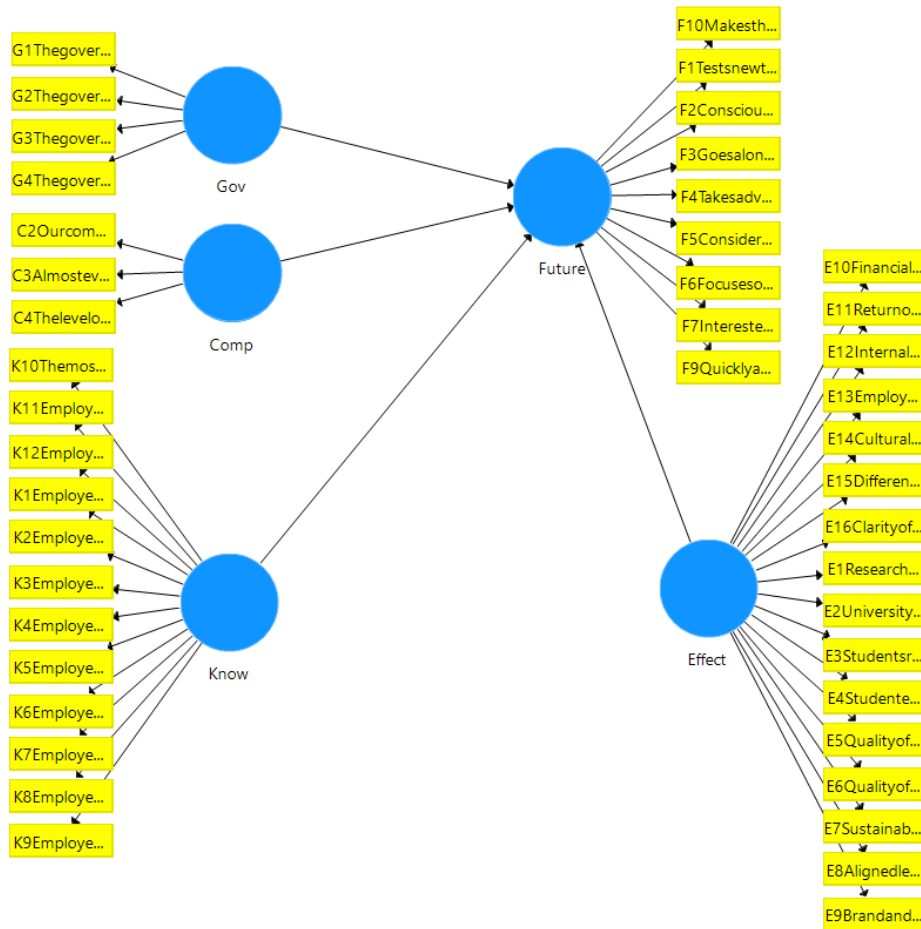 G1Thegover...
G2Thegover...
G3Thegover...
G4Thegover...
Gov
C2Ourcom...
C3Almostev...
C4Thelevelo...
Comp
K10Themos...
K11Employ...
K12Employ...
K1Employe...
K2Employe...
K3Employe...
K4Employe...
K5Employe...
K6Employe...
K7Employe...
K8Employe...
K9Employe...
Know
F10Makesth...
F1Testsnewt...
F2Consciou...
F3Goesalon...
F4Takesadv...
F5Consider...
F6Focuseso...
F7Intereste...
F9Quicklya...
Future
E10Financial...
E11Returno...
E12Internal...
E13Employ...
E14Cultural...
E15Differen...
E16Clarityof...
E1Research...
E2University...
E3Studentsr...
E4Studente...
E5Qualityof...
E6Qualityof...
E7Sustainab...
E8Alignedle...
E9Brandand...
Effect